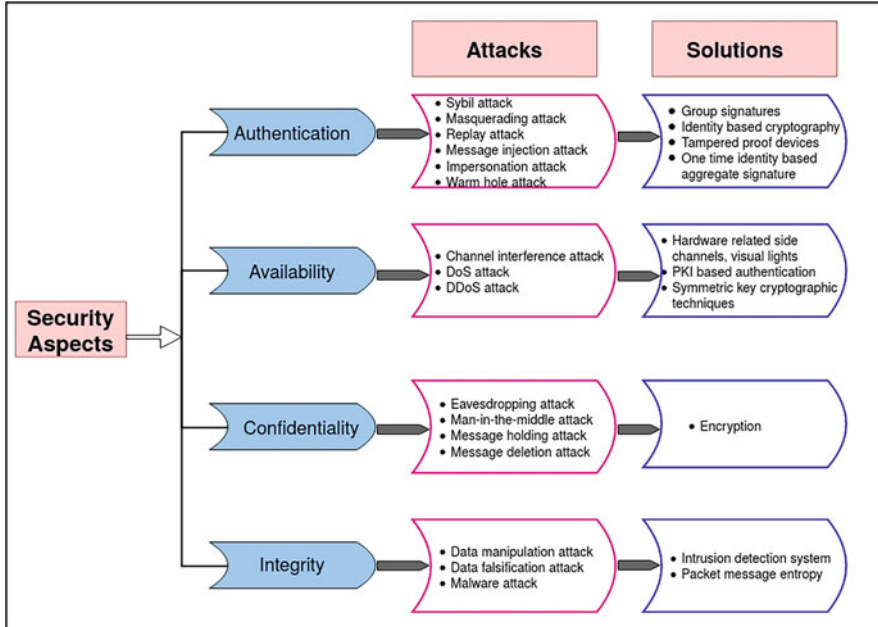 Attacks
Solutions
Security
Aspects
Authentication
• Sybil attack
• Masquerading attack
• Replay attack
• Message injection attack
• Impersonation attack
• Warm hole attack
• Group signatures
• Identity based cryptography
• Tampered proof devices
• One time identity based
aggregate signature
Availability
• Channel interference attack
• DoS attack
• DDoS attack
• Hardware related side
channels, visual lights
• PKI based authentication
• Symmetric key cryptographic
techniques
Confidentiality
• Eavesdropping attack
• Man-in-the-middle attack
• Message holding attack
• Message deletion attack
• Encryption
Integrity
• Data manipulation attack
• Data falsification attack
• Malware attack
• Intrusion detection system
• Packet message entropy